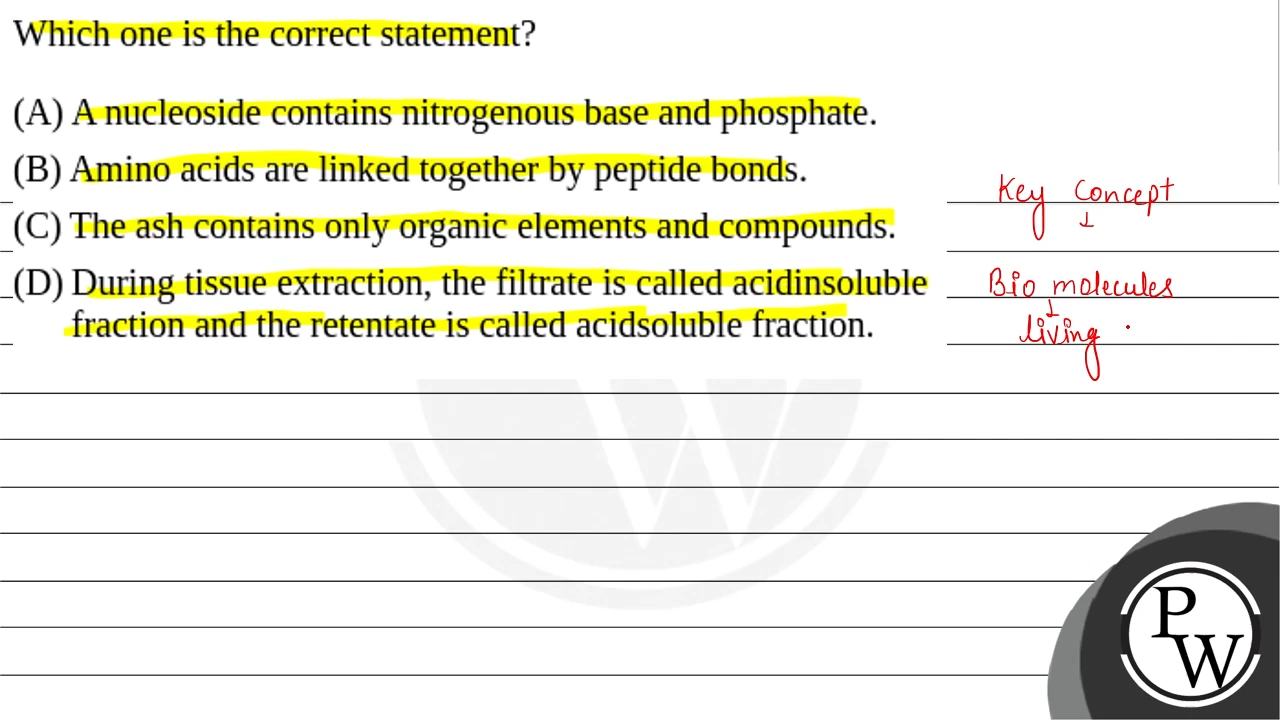 Which one is the correct statement?
(A) A nucleoside contains nitrogenous base and phosphate.
(B) Amino acids are linked together by peptide bonds.
(C) The ash contains only organic elements and compounds.
(D) During tissue extraction, the filtrate is called acidinsoluble
fraction and the retentate is called acidsoluble fraction.
Key Concept
↓
Bio molecules
↓
living
PW